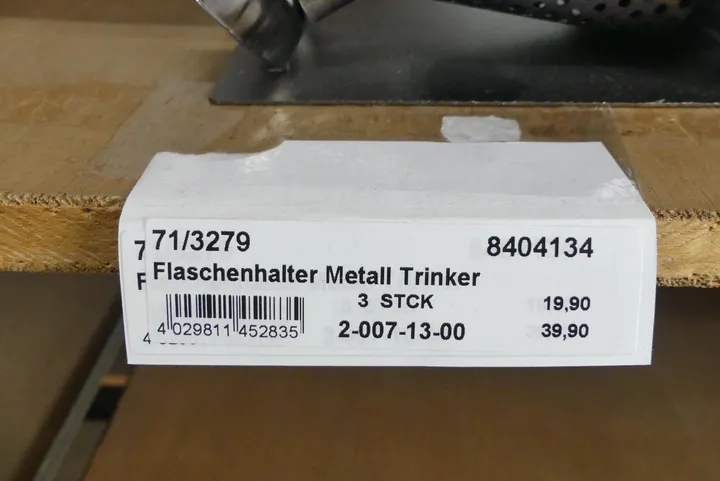 71/3279 8404134
Flaschenhalter Metall Trinker
3 STCK 19,90
4 029811 452835 2-007-13-00 39,90